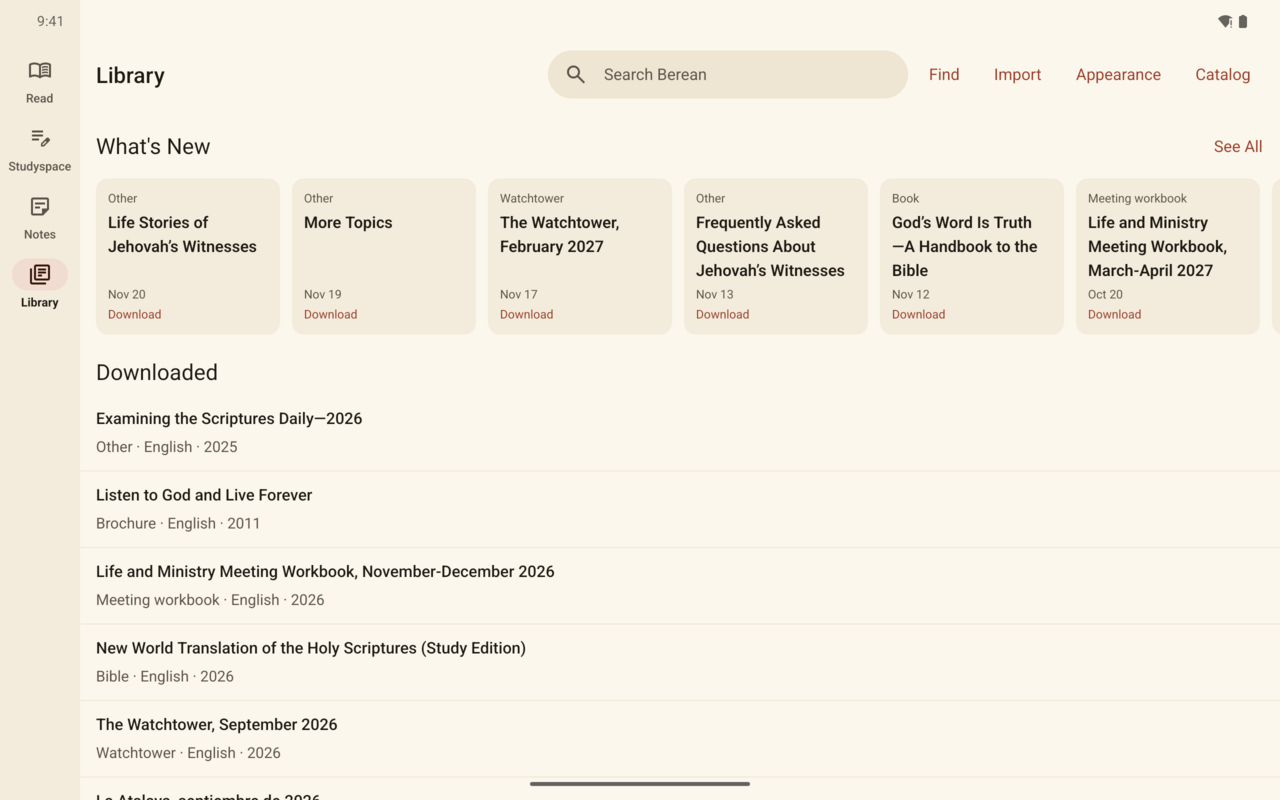 9:41
Read
Studyspace
Notes
Library
Library
Search Berean
Find
Import
Appearance
Catalog
What's New
See All
Other
Life Stories of
Jehovah’s Witnesses
Nov 20
Download
Other
More Topics
Nov 19
Download
Watchtower
The Watchtower,
February 2027
Nov 17
Download
Other
Frequently Asked
Questions About
Jehovah’s Witnesses
Nov 13
Download
Book
God’s Word Is Truth
—A Handbook to the
Bible
Nov 12
Download
Meeting workbook
Life and Ministry
Meeting Workbook,
March-April 2027
Oct 20
Download
Downloaded
Examining the Scriptures Daily—2026
Other · English · 2025
Listen to God and Live Forever
Brochure · English · 2011
Life and Ministry Meeting Workbook, November-December 2026
Meeting workbook · English · 2026
New World Translation of the Holy Scriptures (Study Edition)
Bible · English · 2026
The Watchtower, September 2026
Watchtower · English · 2026
La Atalaya, septiembre de 2026